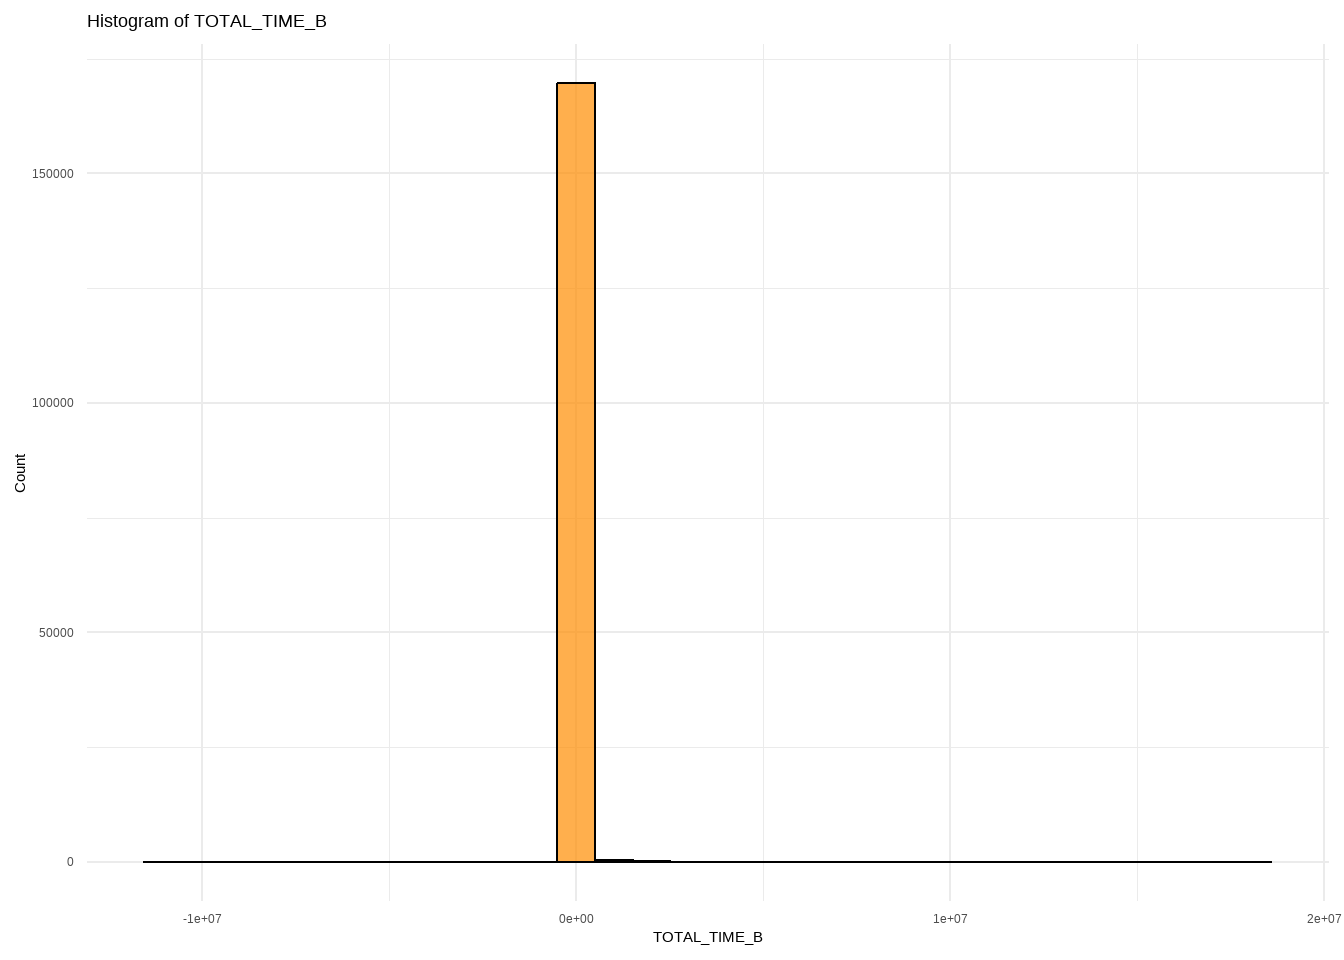 Histogram of TOTAL_TIME_B
150000
100000
50000
0
Count
-1e+07
0e+00
1e+07
2e+07
TOTAL_TIME_B